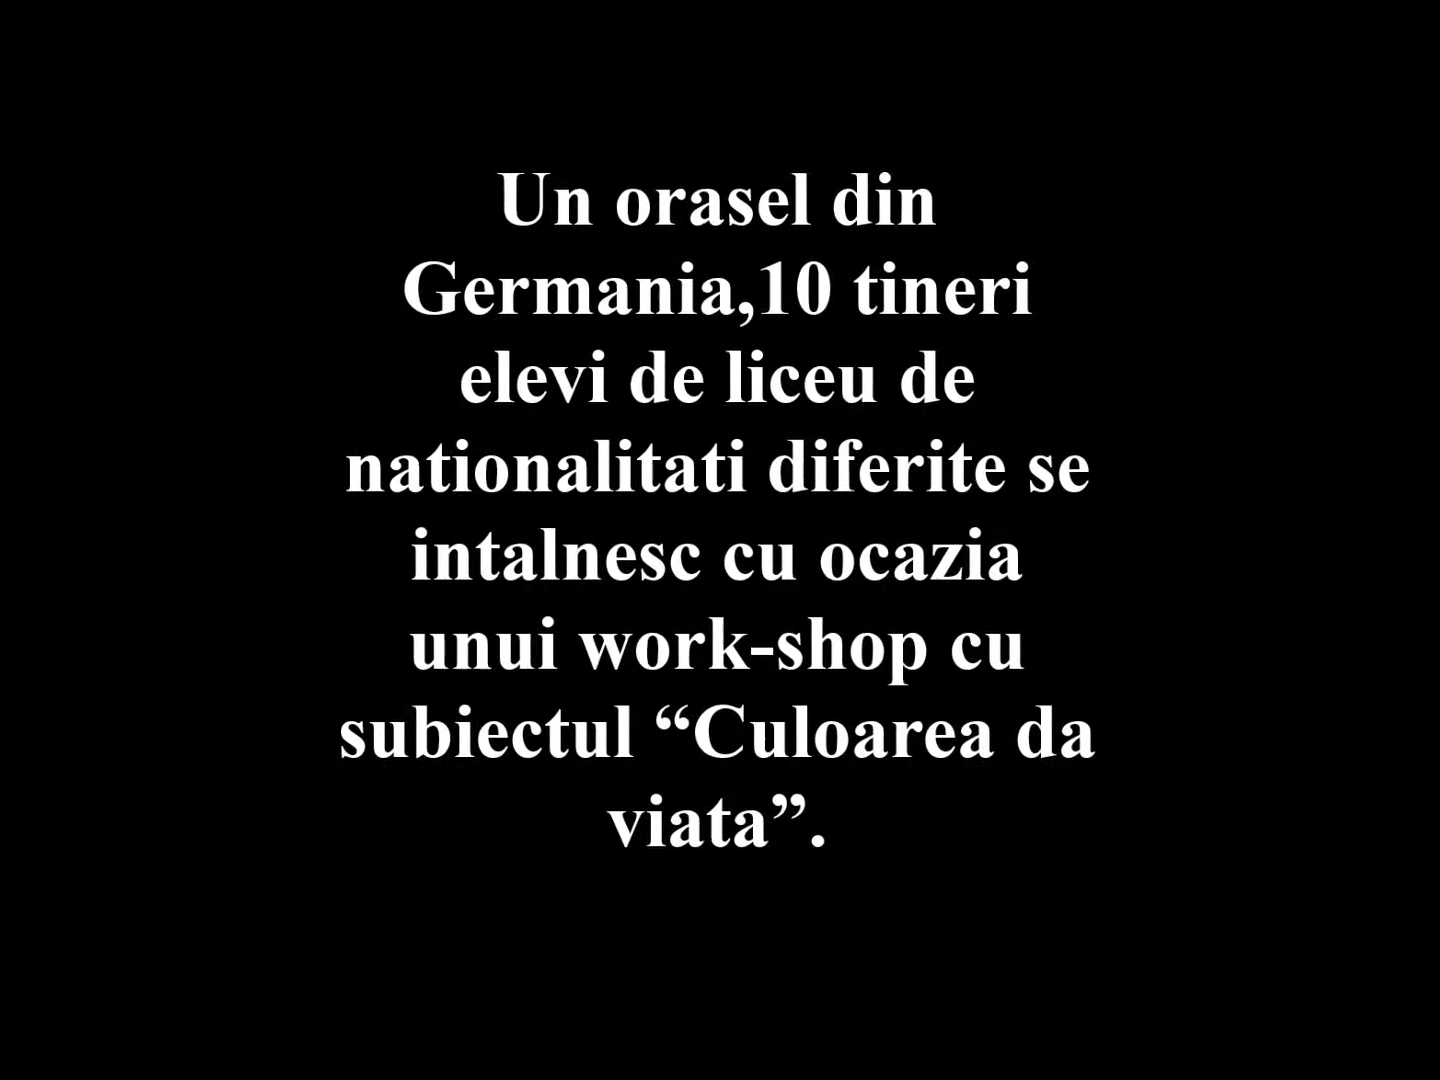 Un orasel din
Germania,10 tineri
elevi de liceu de
nationalitati diferite se
intalnesc cu ocazia
unui work-shop cu
subiectul “Culoarea da
viata”.